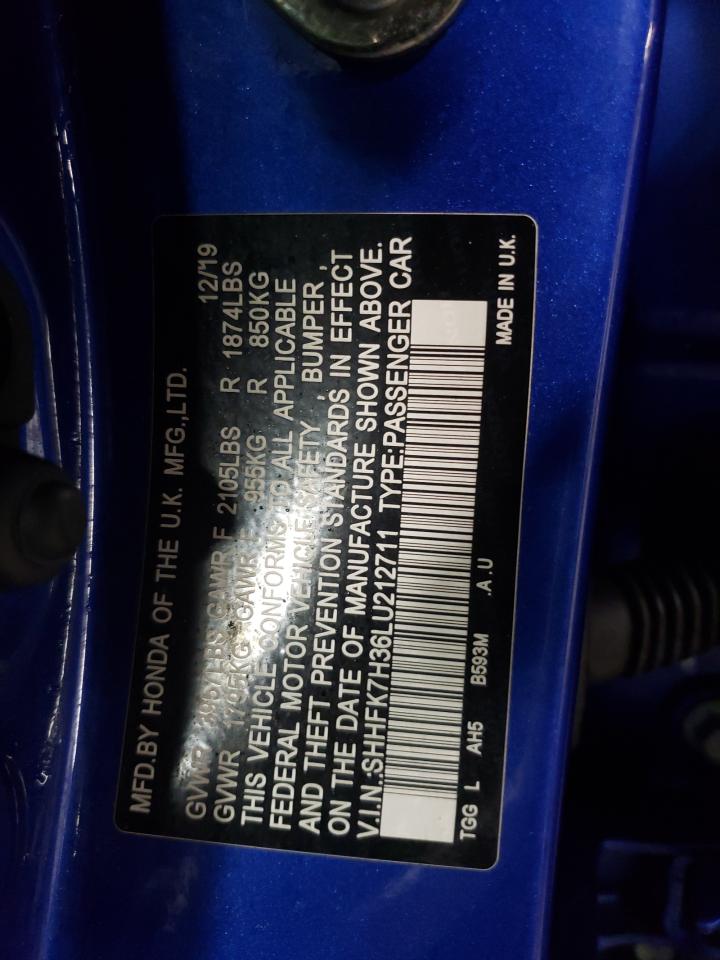 MFD.BY HONDA OF THE U.K. MFG.,LTD. 12/19
GVWR 3957LBS GAWR F 2105LBS R 1874LBS
GVWR 1795KG GAWR F 955KG R 850KG
THIS VEHICLE CONFORMS TO ALL APPLICABLE
FEDERAL MOTOR VEHICLE SAFETY , BUMPER ,
AND THEFT PREVENTION STANDARDS IN EFFECT
ON THE DATE OF MANUFACTURE SHOWN ABOVE.
V.I.N.:SHHFK7H36LU212711 TYPE:PASSENGER CAR
TGG L AH5 B593M .A.U MADE IN U.K.